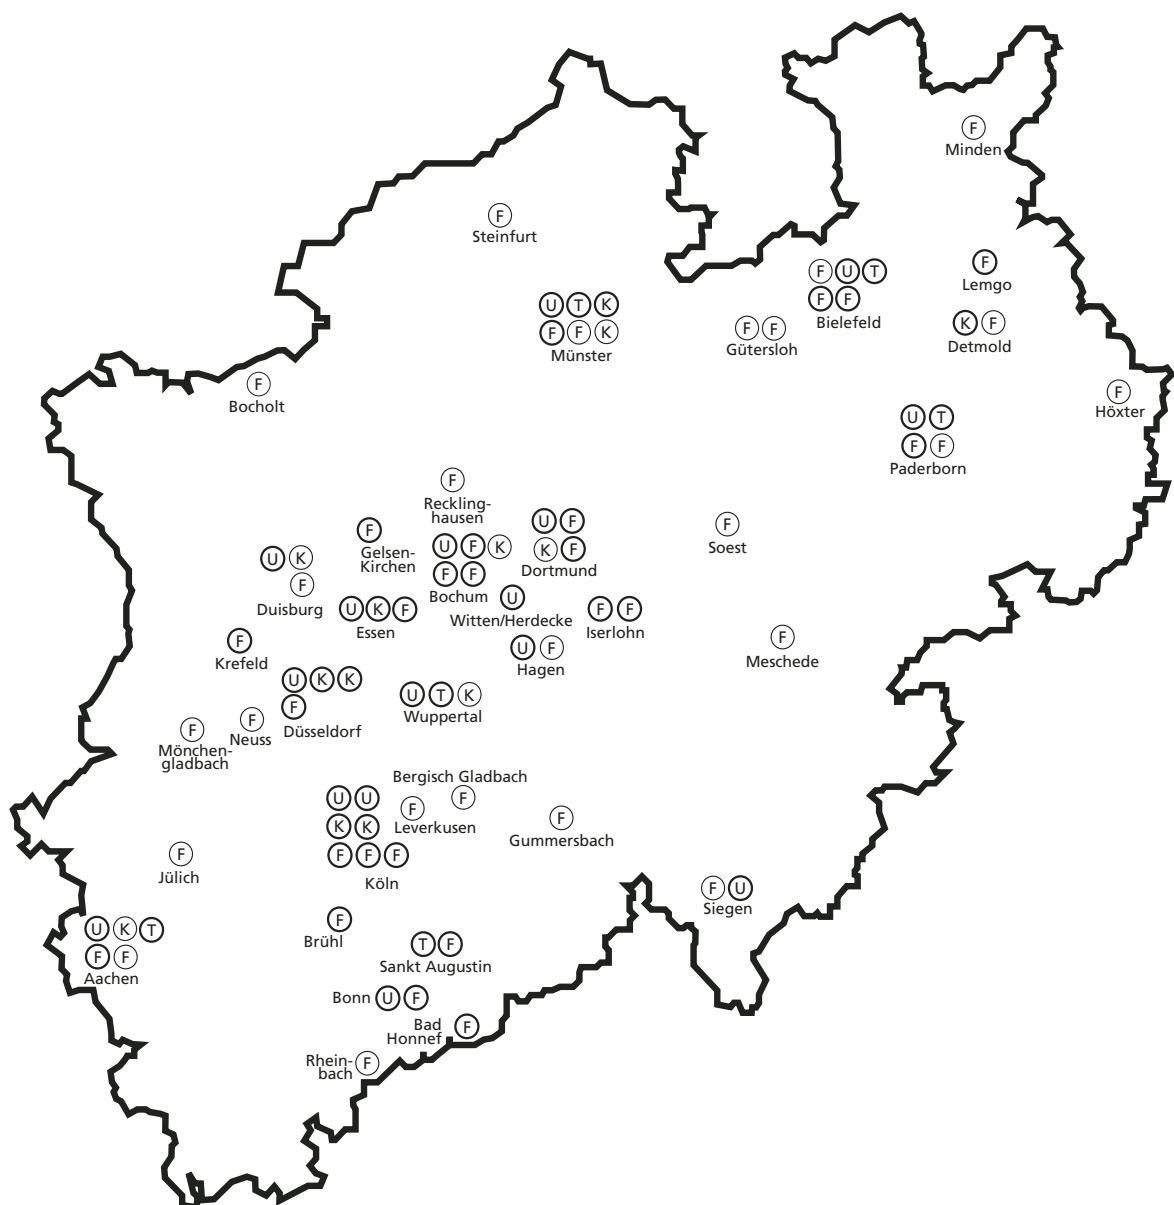 F
Minden
F
Steinfurt
F U T
F F
Bielefeld
F
Lemgo
U T K
F F K
Münster
F F
Gütersloh
K F
Detmold
F
Bocholt
F
Höxter
U T
F F
Paderborn
F
Reckling-
hausen
F
Gelsen-
Kirchen
U F K
F F
Bochum
U F
K F
Dortmund
F
Soest
U K
F
Duisburg
U K F
Essen
U
Witten/Herdecke
F F
Iserlohn
F
Krefeld
U F
Hagen
F
Meschede
U K K
F
Düsseldorf
U T K
Wuppertal
F
Neuss
F
Mönchen-
gladbach
Bergisch Gladbach
F
U U
K K
F F F
Köln
F
Leverkusen
F
Gummersbach
F
Jülich
F U
Siegen
U K T
F F
Aachen
F
Brühl
T F
Sankt Augustin
Bonn U F
Bad
Honnef F
Rhein-
bach F